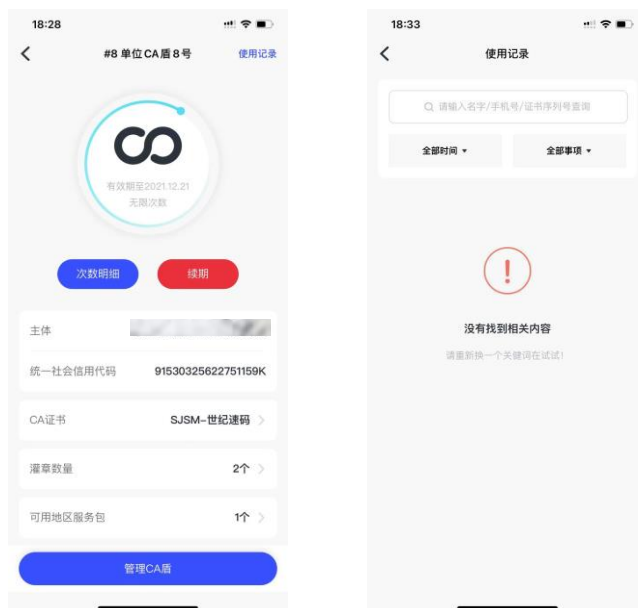 18:28
#8 单位CA盾8号
使用记录
有效期至2021.12.21
无限次数
次数明细
续期
主体
统一社会信用代码
91530325622751159K
CA证书
SJSM-世纪速码
灌章数量
2个
可用地区服务包
1个
管理CA盾
18:33
使用记录
请输入名字/手机号/证书序列号查询
全部时间
全部事项
没有找到相关内容
请重新换一个关健词在试试!